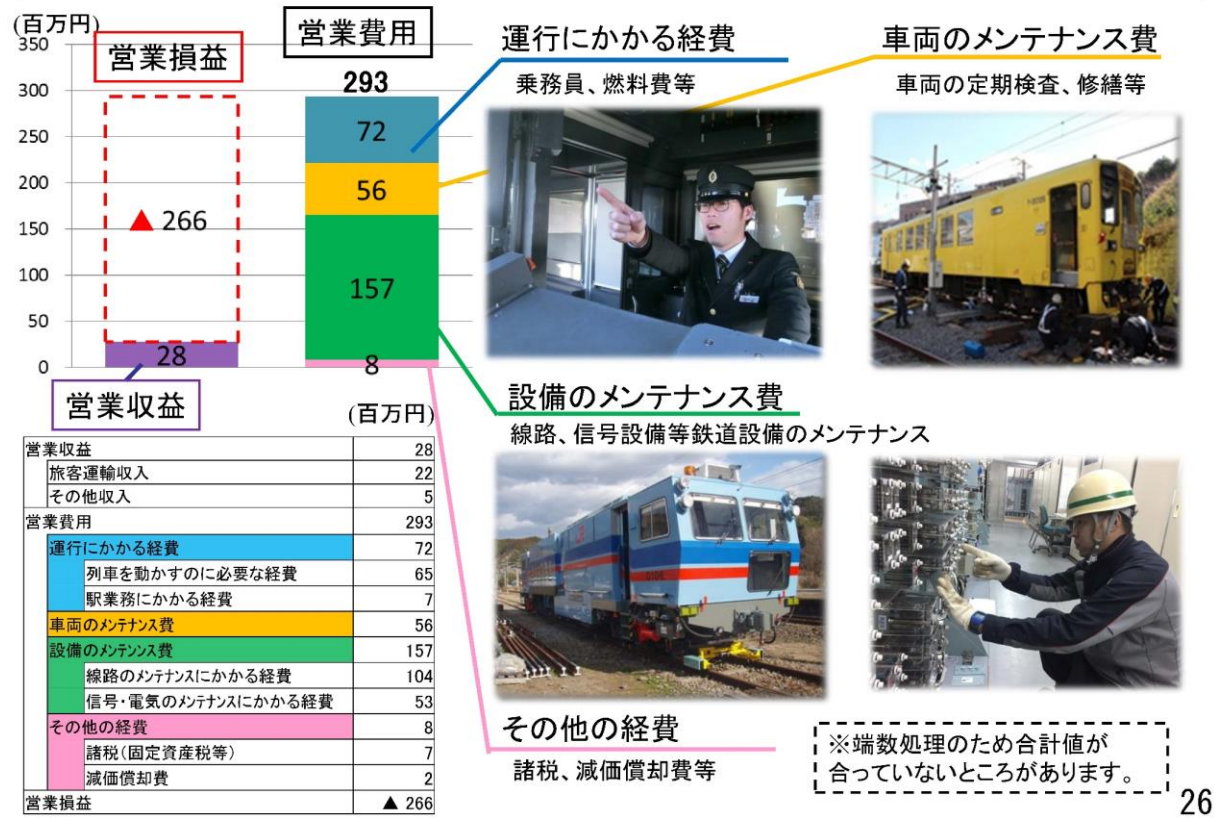 (百万円)
350
300
250
200
150
100
50
0
営業損益
▲ 266
28
営業収益
営業費用
293
72
56
157
8
運行にかかる経費
乗務員、燃料費等
車両のメンテナンス費
車両の定期検査、修繕等
設備のメンテナンス費
線路、信号設備等鉄道設備のメンテナンス
その他の経費
諸税、減価償却費等
(百万円)
営業収益 28
旅客運輸収入 22
その他収入 5
営業費用 293
運行にかかる経費 72
列車を動かすのに必要な経費 65
駅業務にかかる経費 7
車両のメンテナンス費 56
設備のメンテンンス費 157
線路のメンテナンスにかかる経費 104
信号・電気のメンテナンスにかかる経費 53
その他の経費 8
諸税(固定資産税等) 7
減価償却費 2
営業損益 ▲ 266
※端数処理のため合計値が
合っていないところがあります。
26